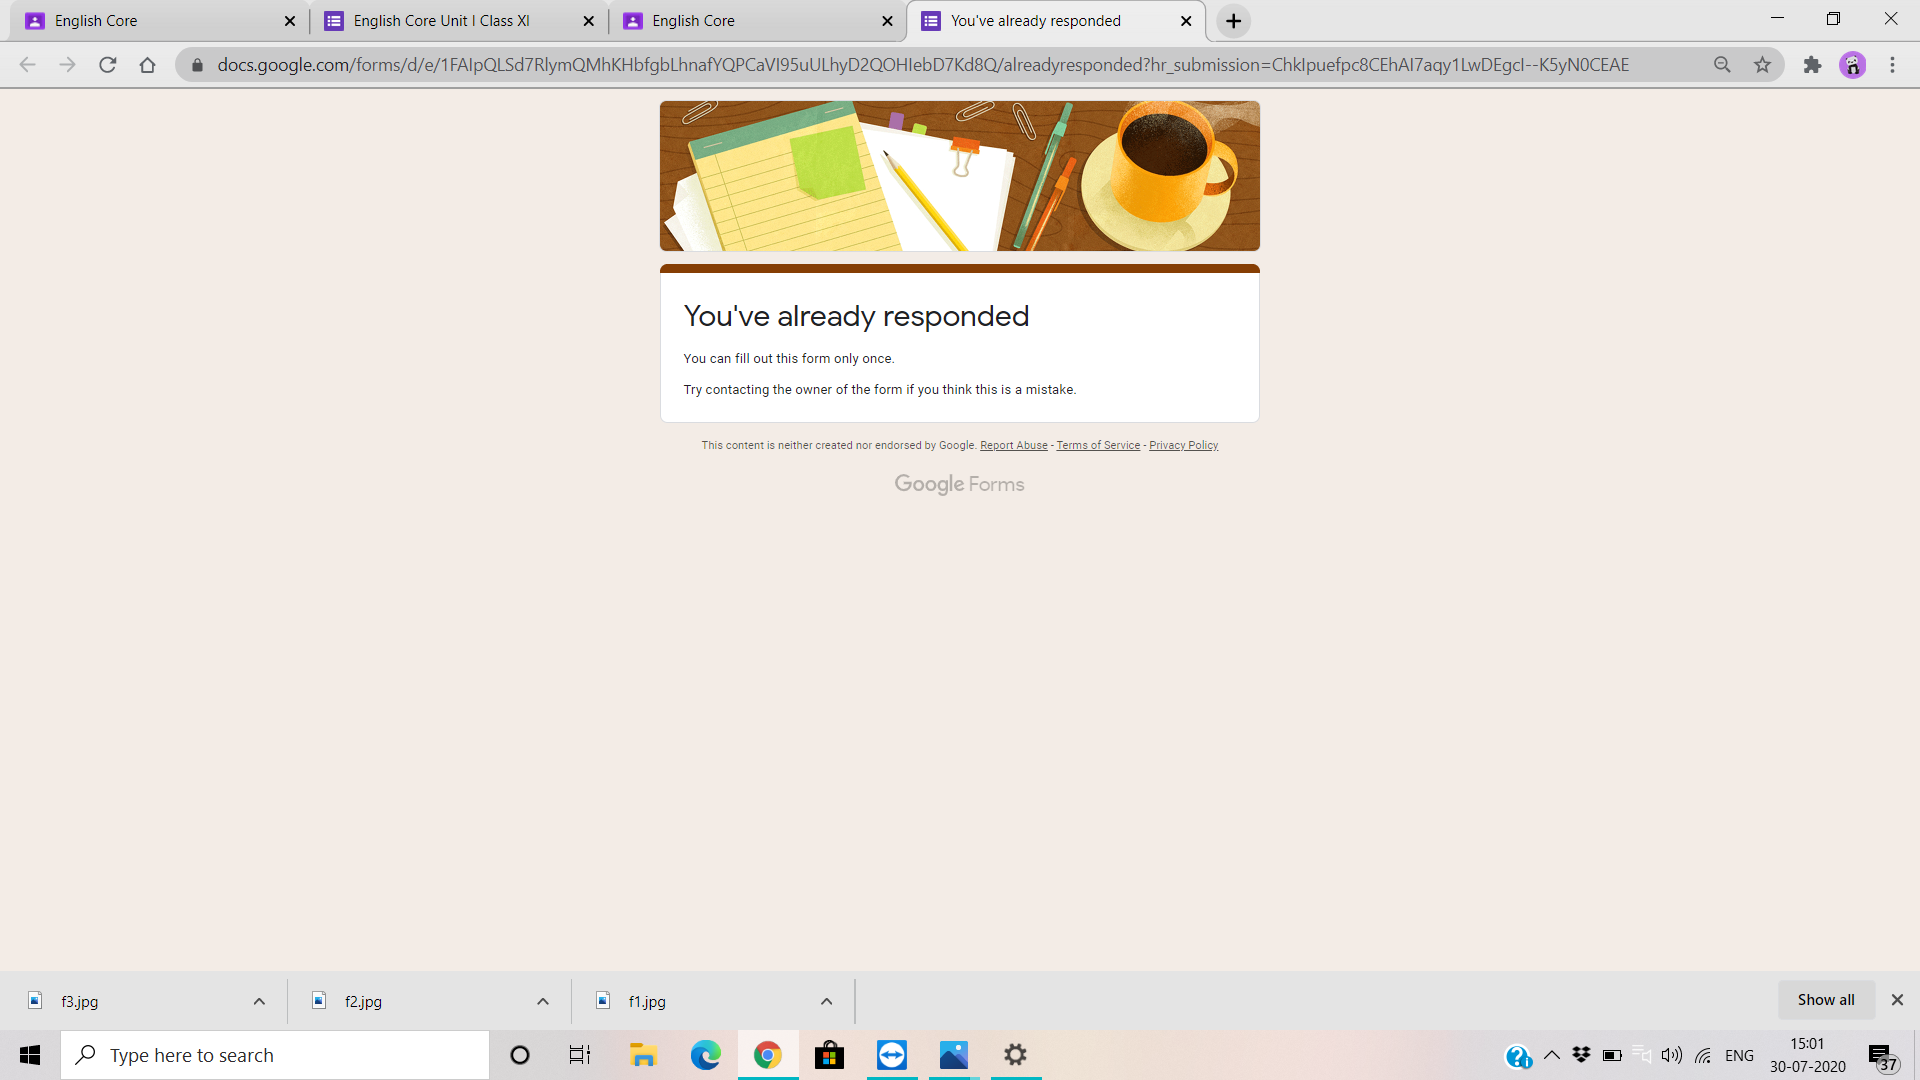 English Core
English Core Unit I Class XI
English Core
You've already responded
docs.google.com/forms/d/e/1FAIpQLSd7RlymQMhKHbfgbLhnafYQPCaVI95uULhyD2QOHIebD7Kd8Q/alreadyresponded?hr_submission=ChkIpuefpc8CEhAI7aqy1LwDEgcI--K5yN0CEAE
You've already responded
You can fill out this form only once.
Try contacting the owner of the form if you think this is a mistake.
This content is neither created nor endorsed by Google. Report Abuse - Terms of Service - Privacy Policy
Google Forms
f3.jpg
f2.jpg
f1.jpg
Show all
Type here to search
ENG
15:01
30-07-2020
37